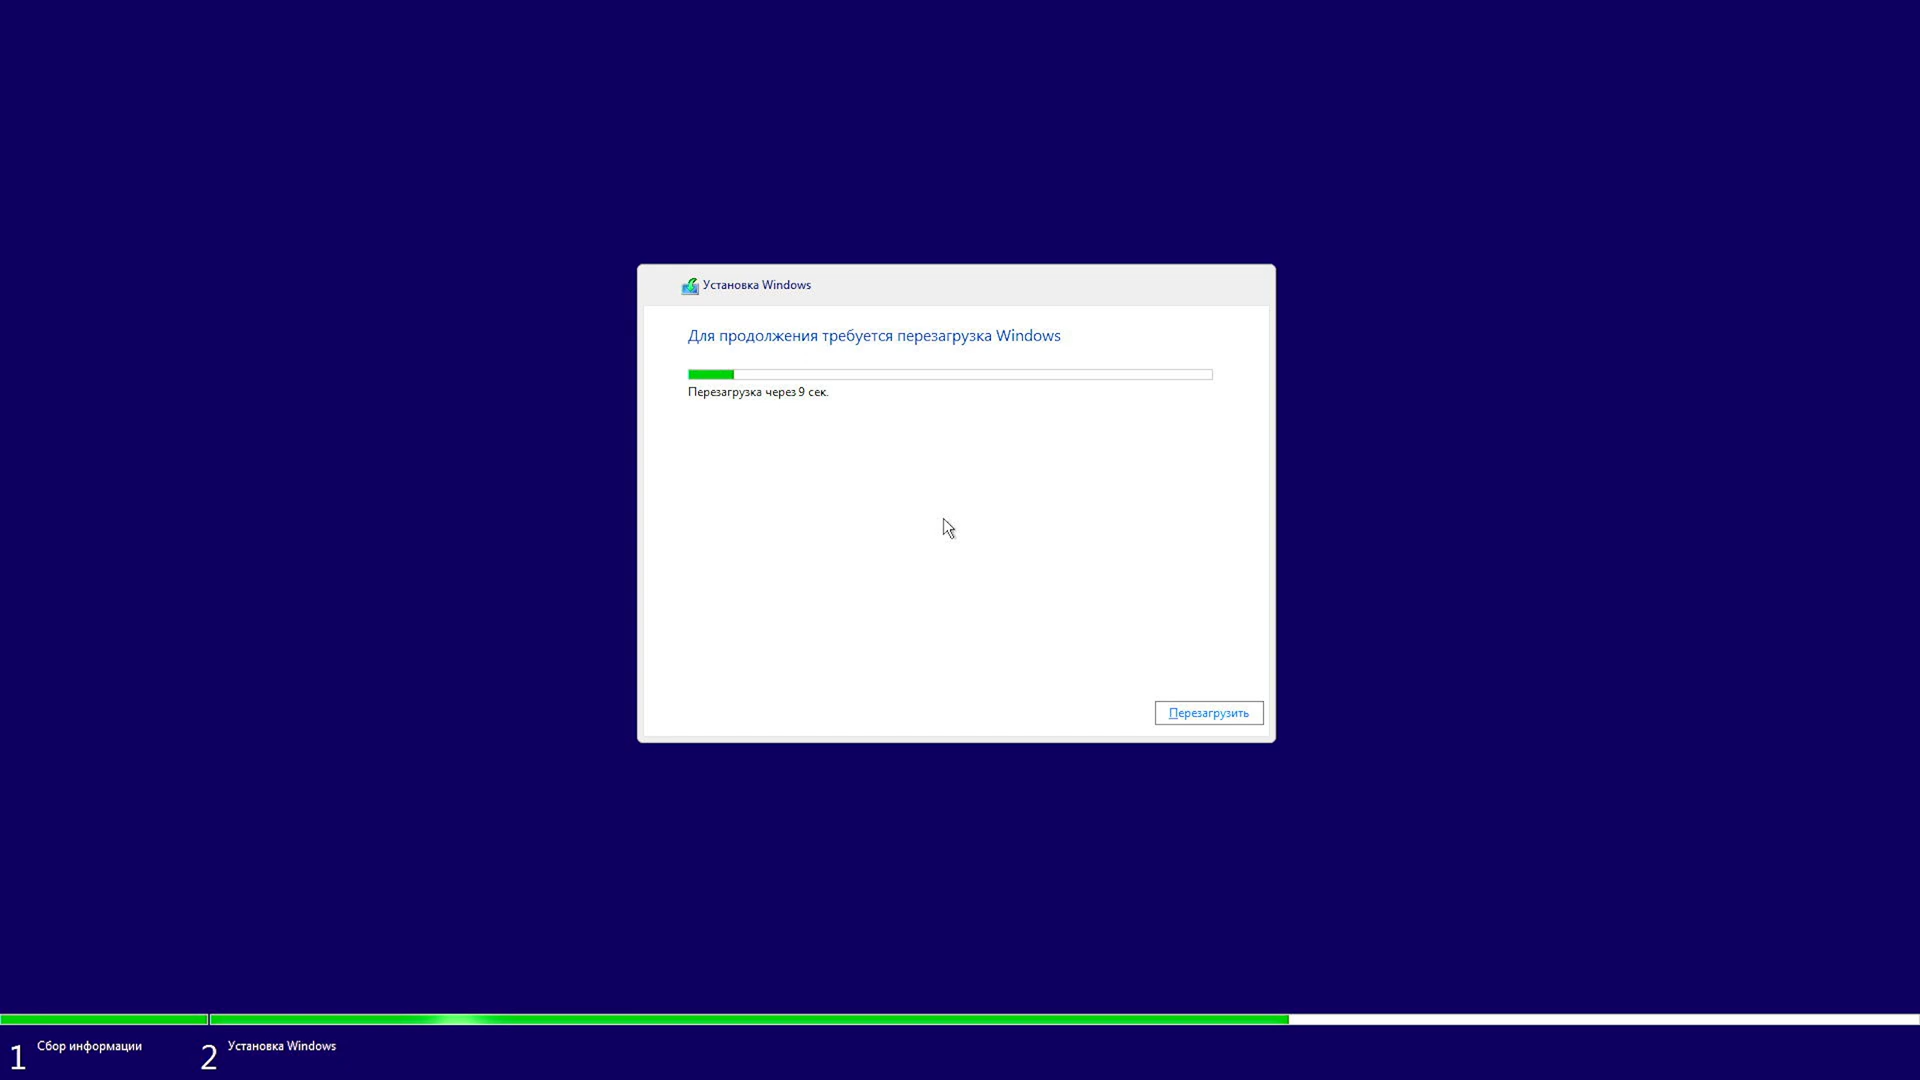 Установка Windows
Для продолжения требуется перезагрузка Windows
Перезагрузка через 9 сек.
Перезагрузить
1 Сбор информации
2 Установка Windows